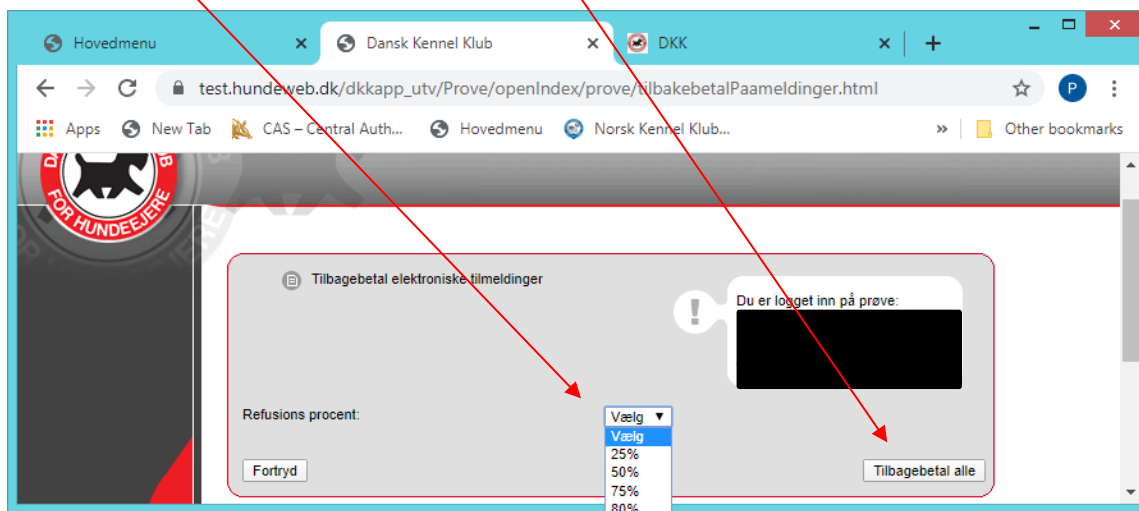 Hovedmenu
Dansk Kennel Klub
DKK
test.hundeweb.dk/dkkapp_utv/Prove/openIndex/prove/tilbakebetalPaameldinger.html
P
Apps New Tab CAS – Central Auth... Hovedmenu Norsk Kennel Klub... » Other bookmarks
FOR HUNDEEJERE
Tilbagebetal elektroniske tilmeldinger
!
Du er logget inn på prøve:
Refusions procent:
Vælg
Vælg
25%
50%
75%
80%
Fortryd
Tilbagebetal alle